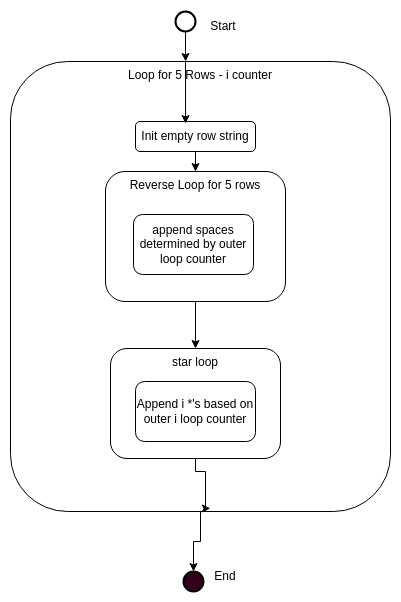 Start
Loop for 5 Rows - i counter
Init empty row string
Reverse Loop for 5 rows
append spaces
determined by outer
loop counter
star loop
Append i *'s based on
outer i loop counter
End